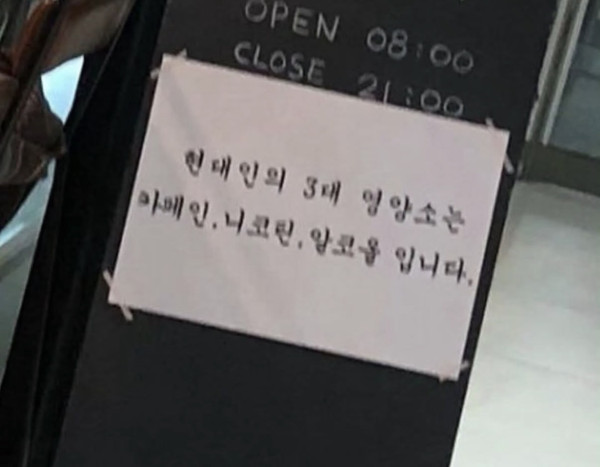 OPEN 08:00
CLOSE 21:00
현대인의 3대 영양소는
카페인, 니코틴, 알코올 입니다.